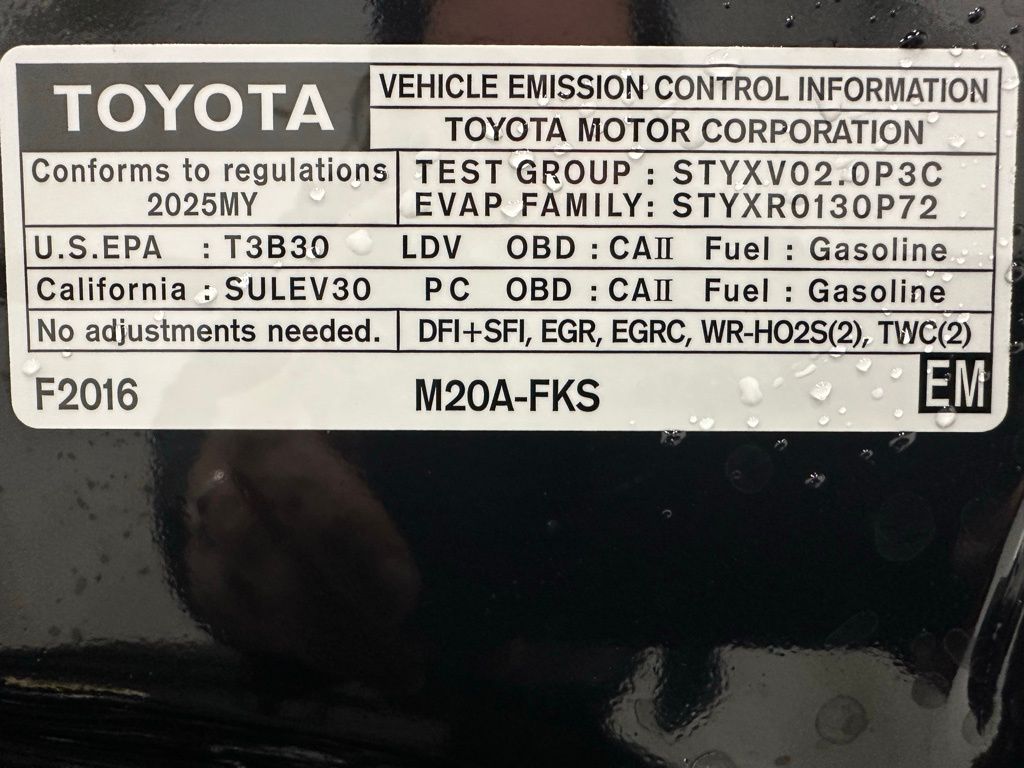 TOYOTA
VEHICLE EMISSION CONTROL INFORMATION
TOYOTA MOTOR CORPORATION
Conforms to regulations
2025MY
TEST GROUP : STYXV02.0P3C
EVAP FAMILY: STYXR0130P72
U.S.EPA : T3B30 LDV OBD : CAⅡ Fuel : Gasoline
California : SULEV30 PC OBD : CAⅡ Fuel : Gasoline
No adjustments needed.
DFI+SFI, EGR, EGRC, WR-HO2S(2), TWC(2)
F2016 M20A-FKS EM